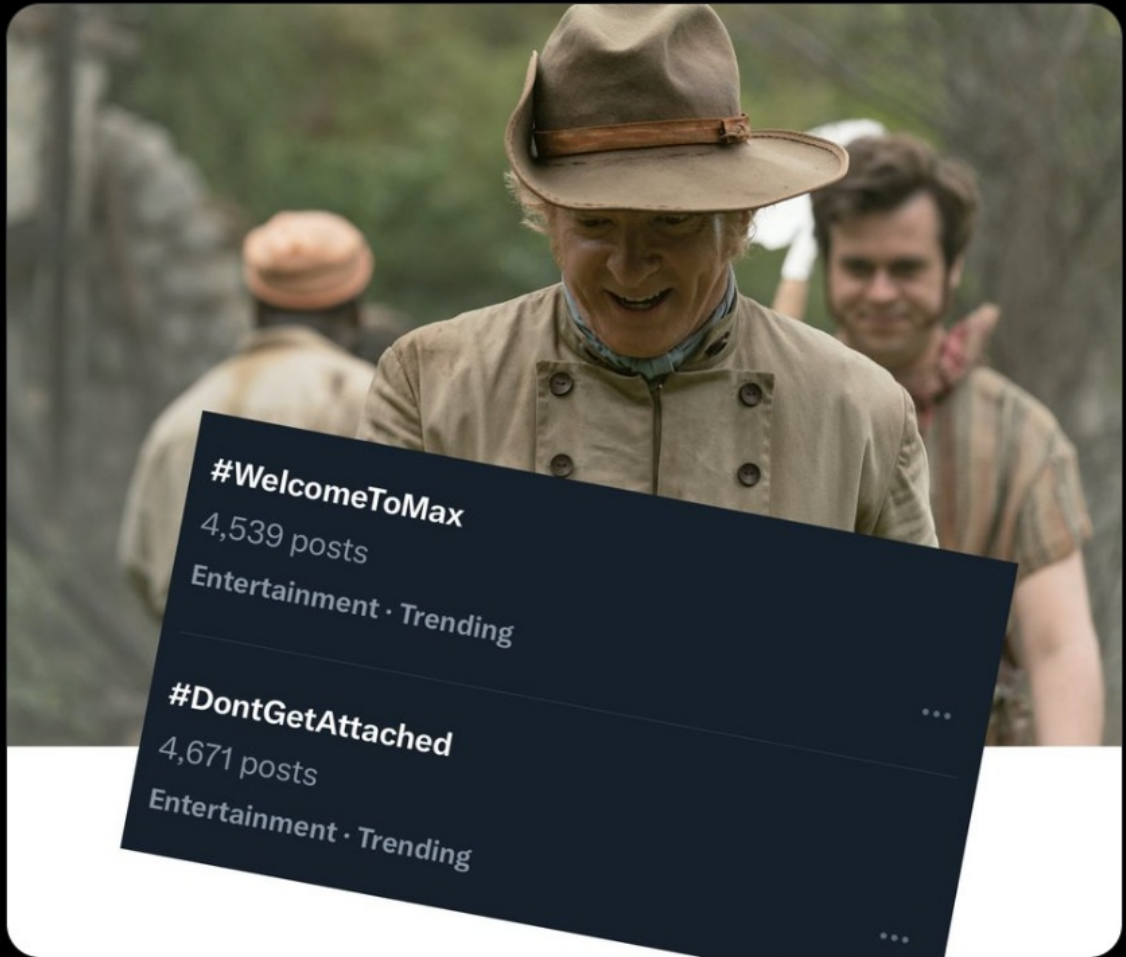 #WelcomeToMax
4,539 posts
Entertainment · Trending
#DontGetAttached
4,671 posts
Entertainment · Trending